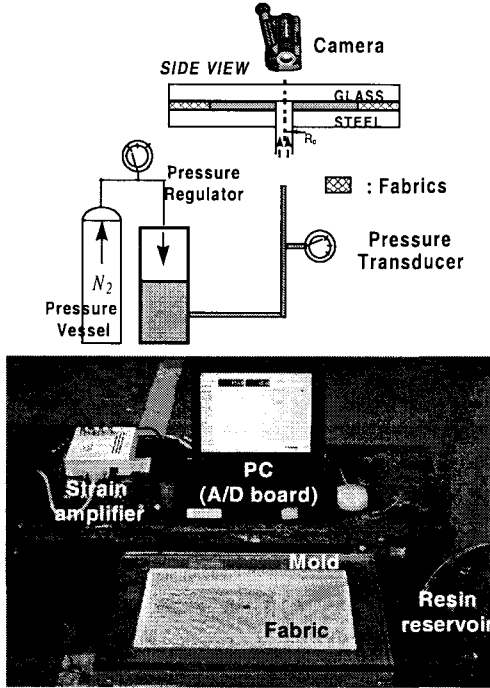 Camera
SIDE VIEW
GLASS
STEEL
R₀
Pressure
Regulator
: Fabrics
Pressure
Transducer
N₂
Pressure
Vessel
PC
(A/D board)
Strain
amplifier
Mold
Fabric
Resin
reservoir